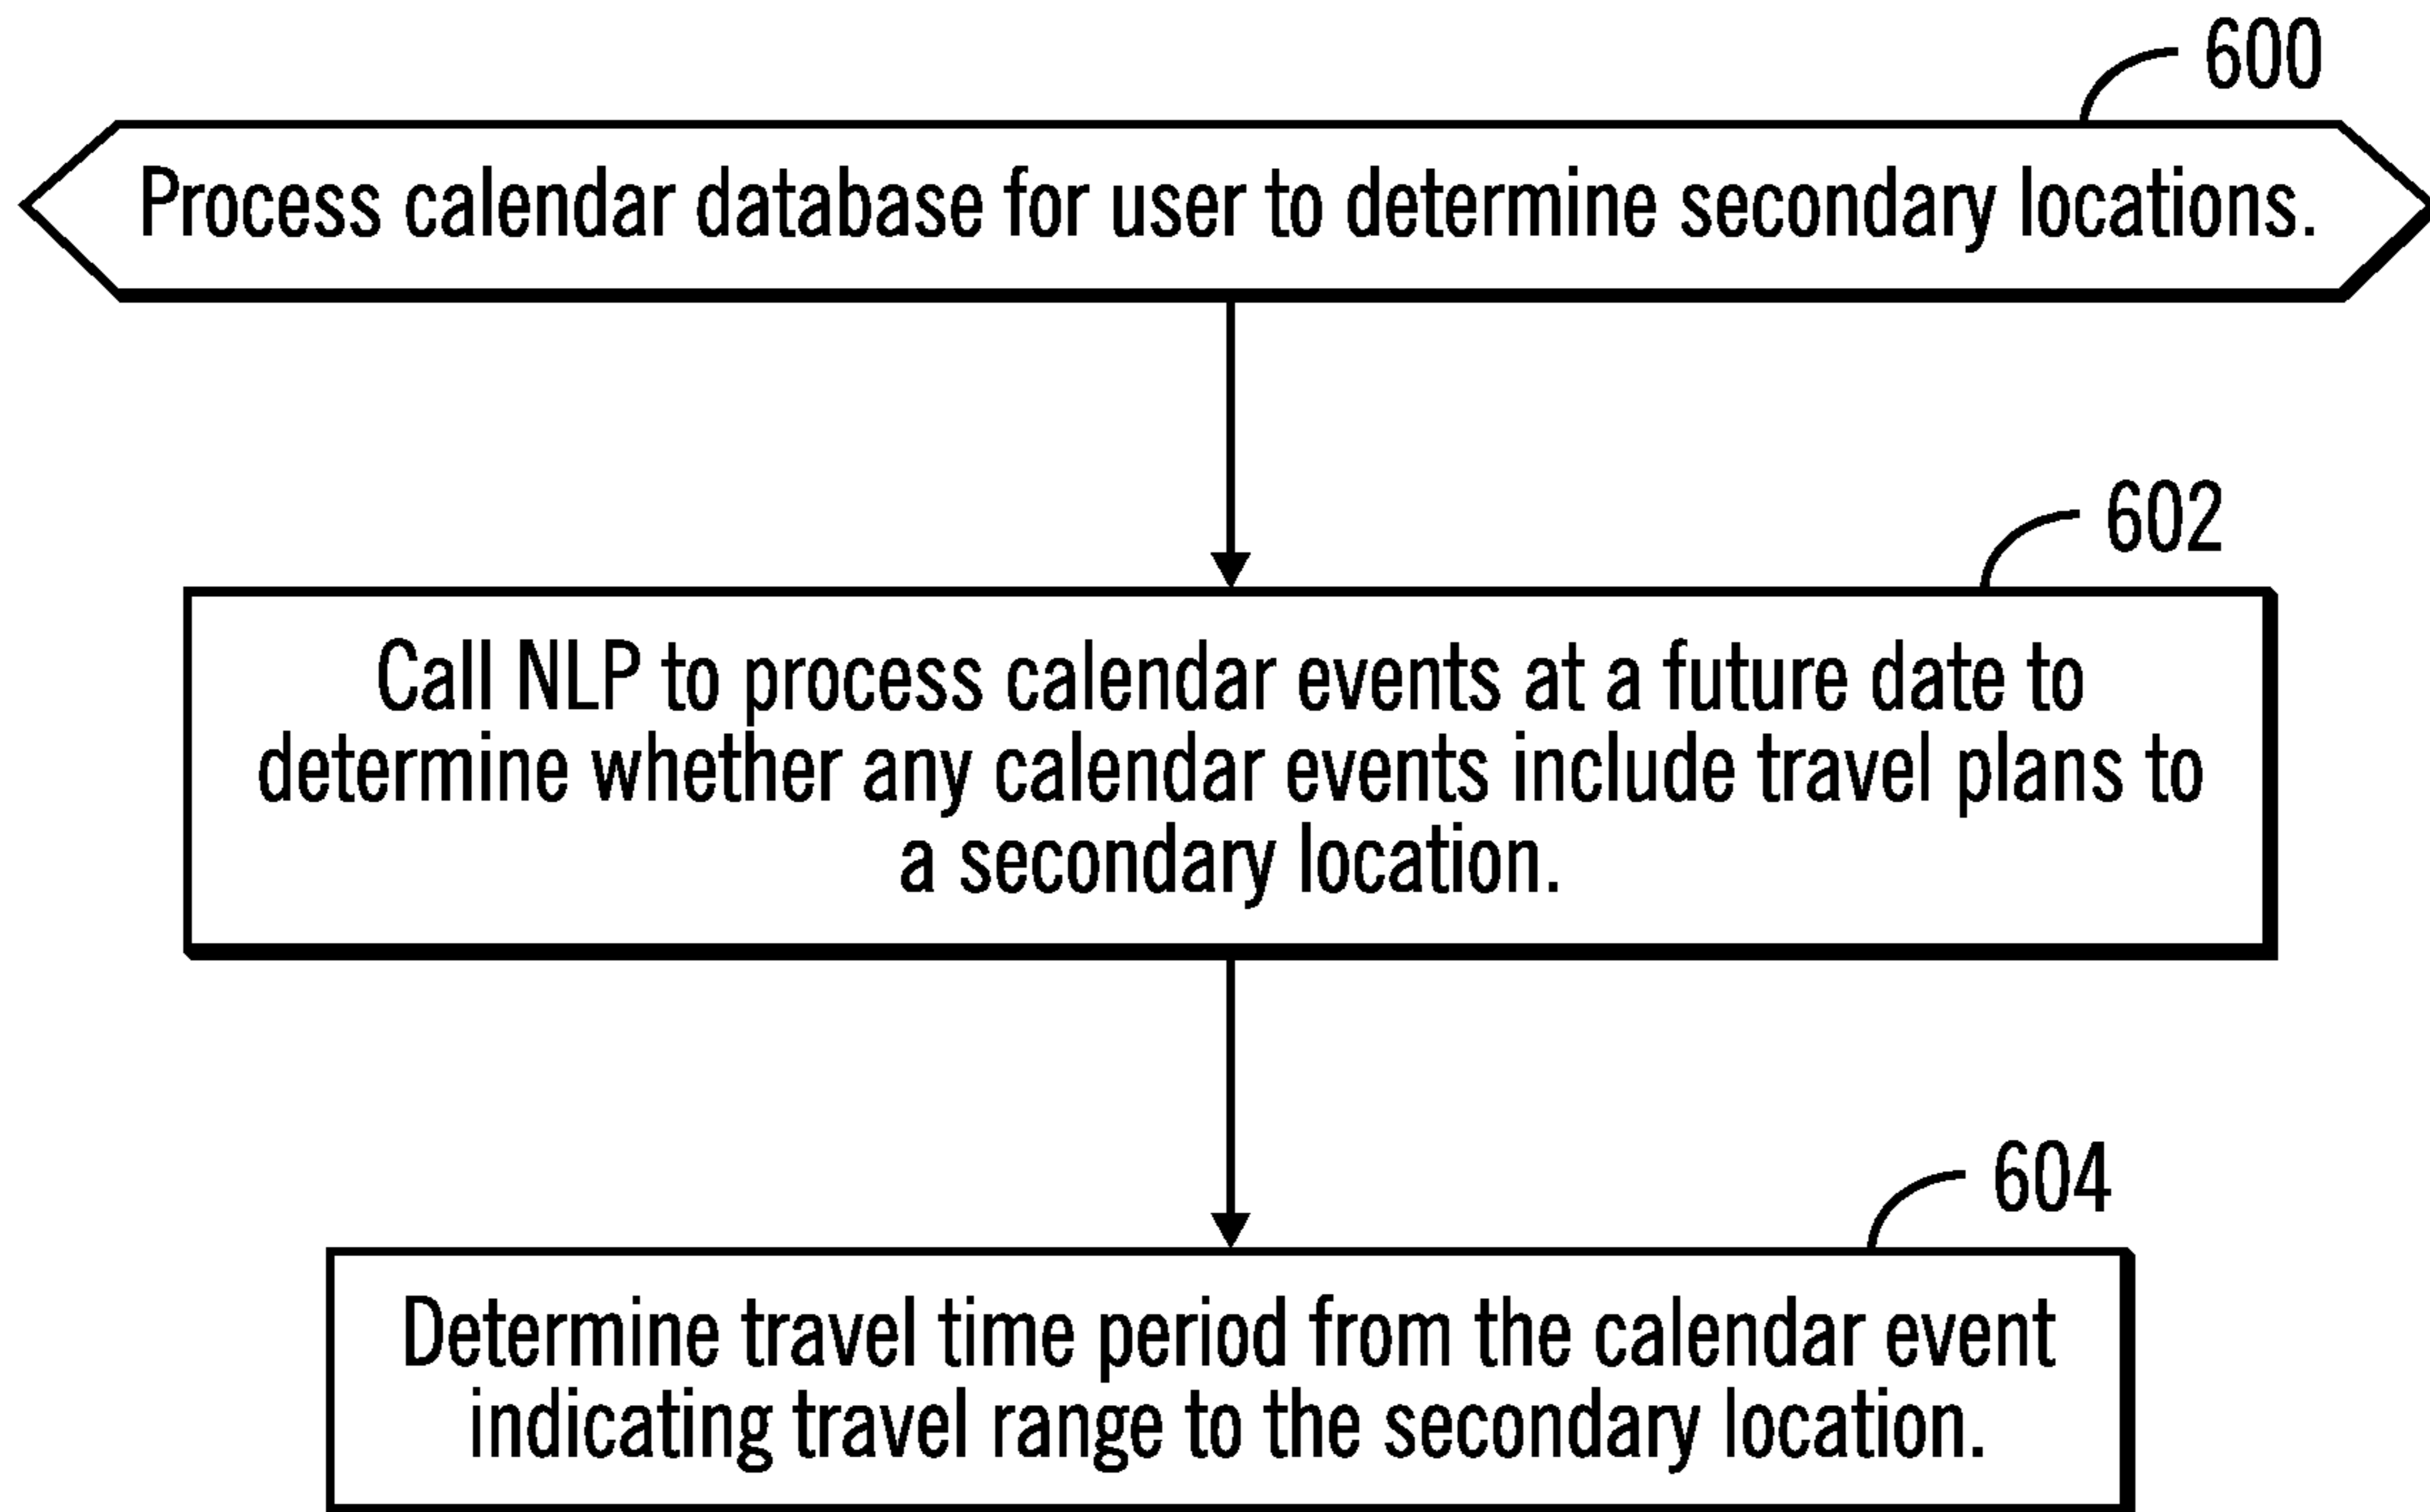 600
Process calendar database for user to determine secondary locations.
602
Call NLP to process calendar events at a future date to
determine whether any calendar events include travel plans to
a secondary location.
604
Determine travel time period from the calendar event
indicating travel range to the secondary location.